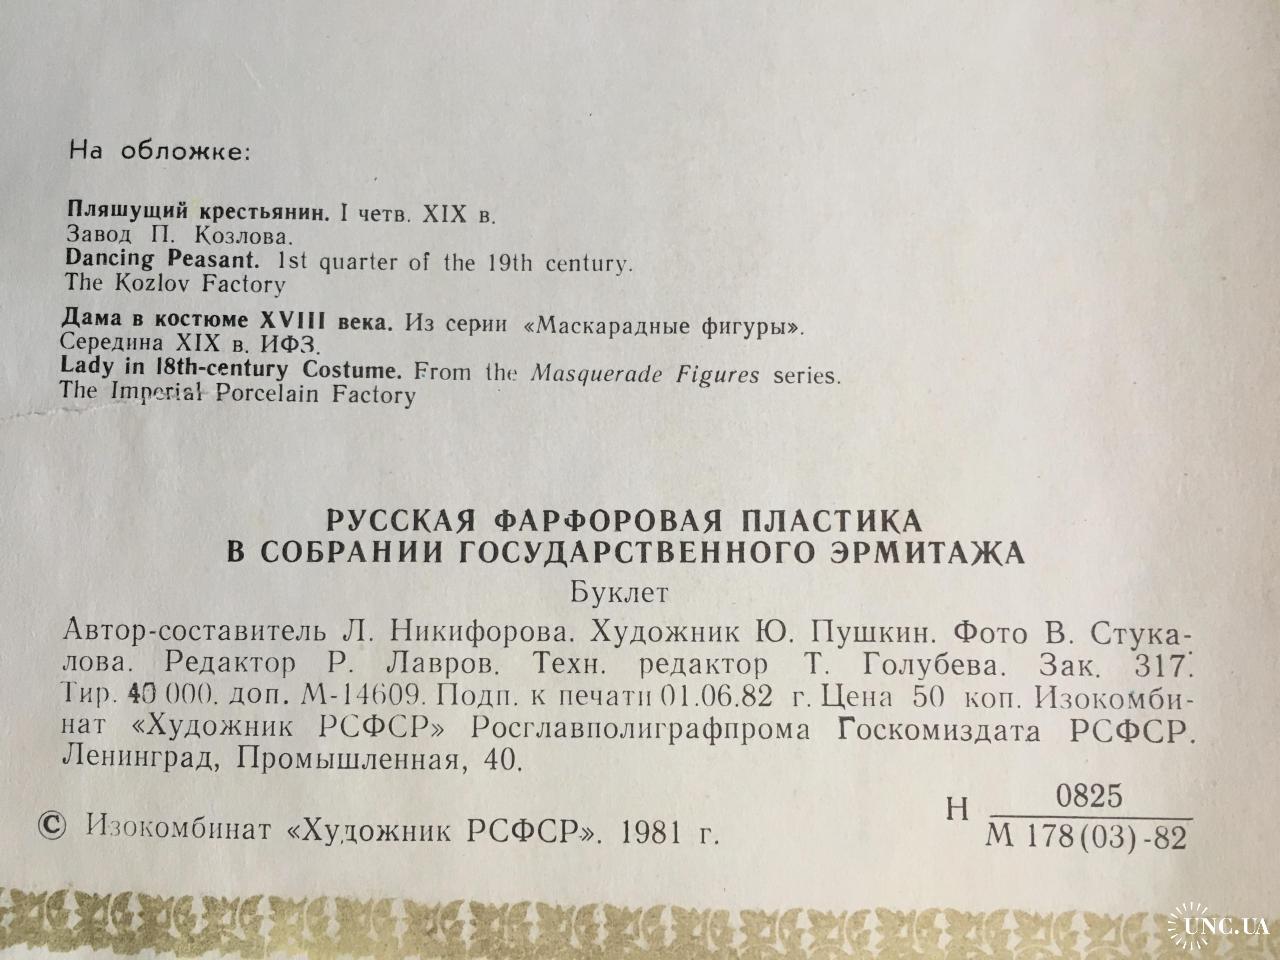 На обложке:
Пляшущий крестьянин. I четв. XIX в.
Завод П. Козлова.
Dancing Peasant. 1st quarter of the 19th century.
The Kozlov Factory
Дама в костюме XVIII века. Из серии «Маскарадные фигуры».
Середина XIX в. ИФЗ.
Lady in 18th-century Costume. From the Masquerade Figures series.
The Imperial Porcelain Factory
РУССКАЯ ФАРФОРОВАЯ ПЛАСТИКА
В СОБРАНИИ ГОСУДАРСТВЕННОГО ЭРМИТАЖА
Буклет
Автор-составитель Л. Никифорова. Художник Ю. Пушкин. Фото В. Стука-
лова. Редактор Р. Лавров. Техн. редактор Т. Голубева. Зак. 317.
Тир. 40 000. доп. М-14609. Подп. к печати 01.06.82 г. Цена 50 коп. Изокомби-
нат «Художник РСФСР» Росглавполиграфпрома Госкомиздата РСФСР.
Ленинград, Промышленная, 40.
Н 0825
М 178(03)-82
© Изокомбинат «Художник РСФСР». 1981 г.
UNC.UA